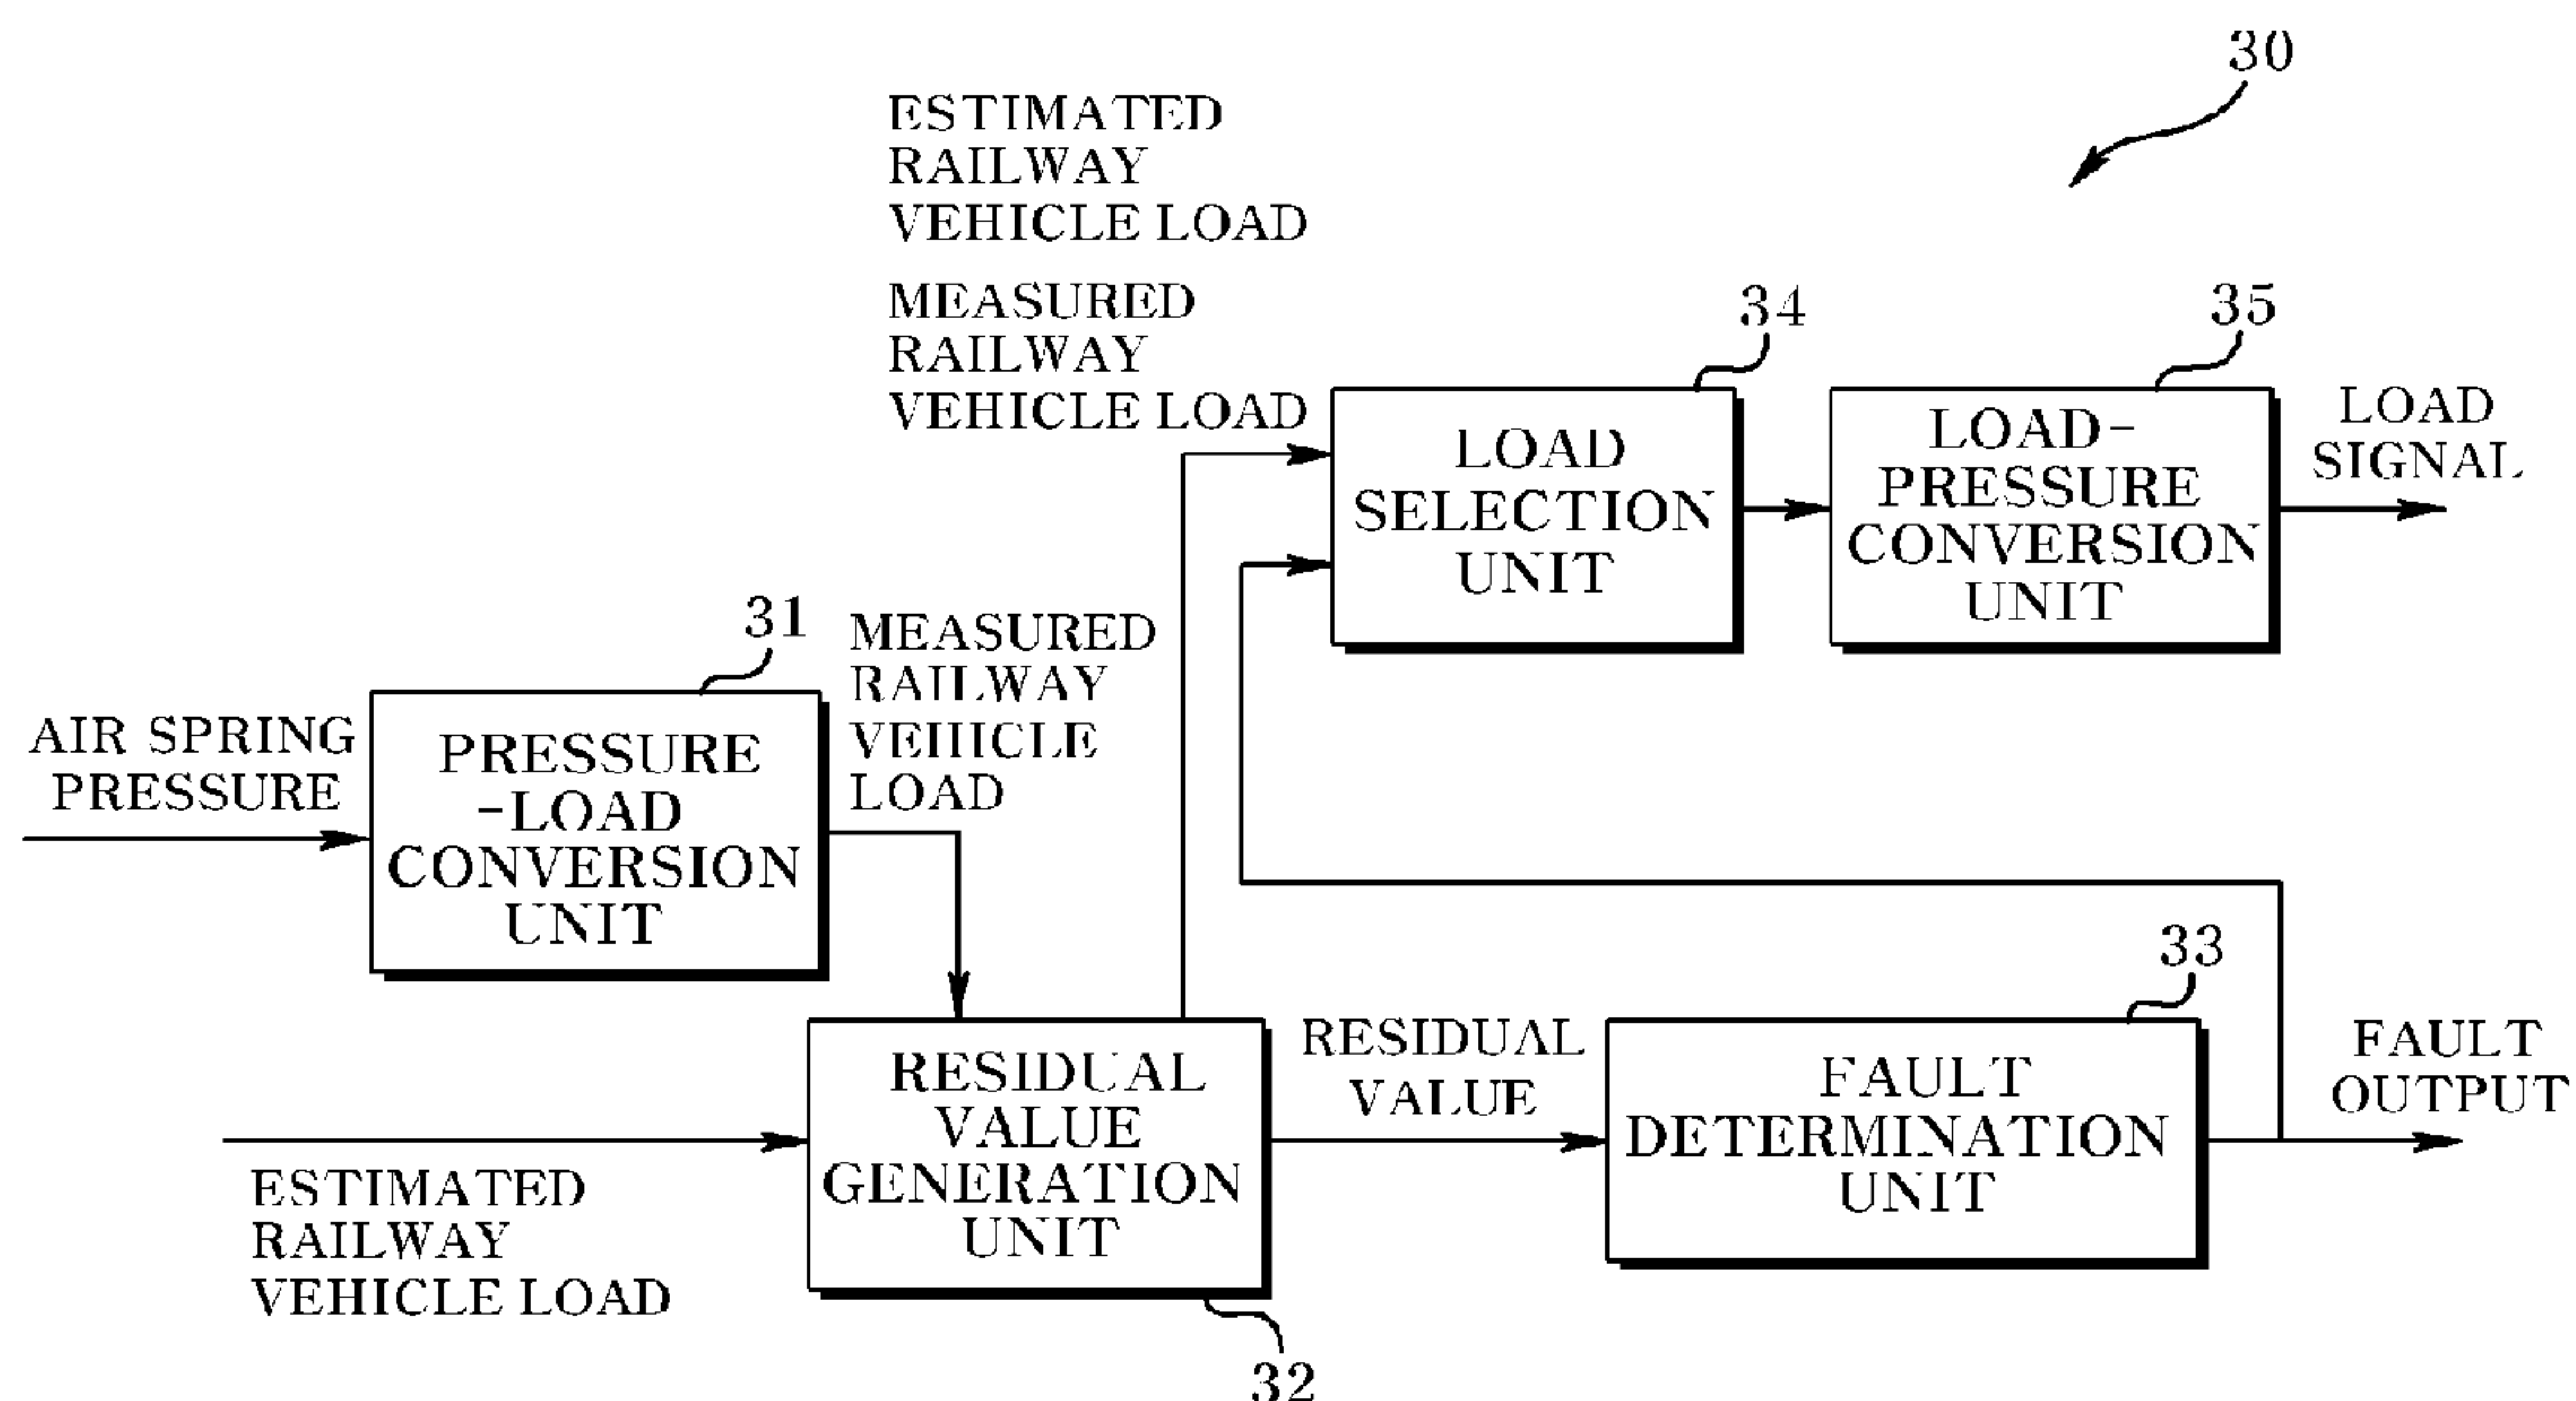 30
ESTIMATED
RAILWAY
VEHICLE LOAD
MEASURED
RAILWAY
VEHICLE LOAD
34
35
LOAD
SELECTION
UNIT
LOAD-
PRESSURE
CONVERSION
UNIT
LOAD
SIGNAL
31
MEASURED
RAILWAY
VEHICLE
LOAD
AIR SPRING
PRESSURE
PRESSURE
-LOAD
CONVERSION
UNIT
33
RESIDUAL
VALUE
GENERATION
UNIT
RESIDUAL
VALUE
FAULT
DETERMINATION
UNIT
FAULT
OUTPUT
ESTIMATED
RAILWAY
VEHICLE LOAD
32